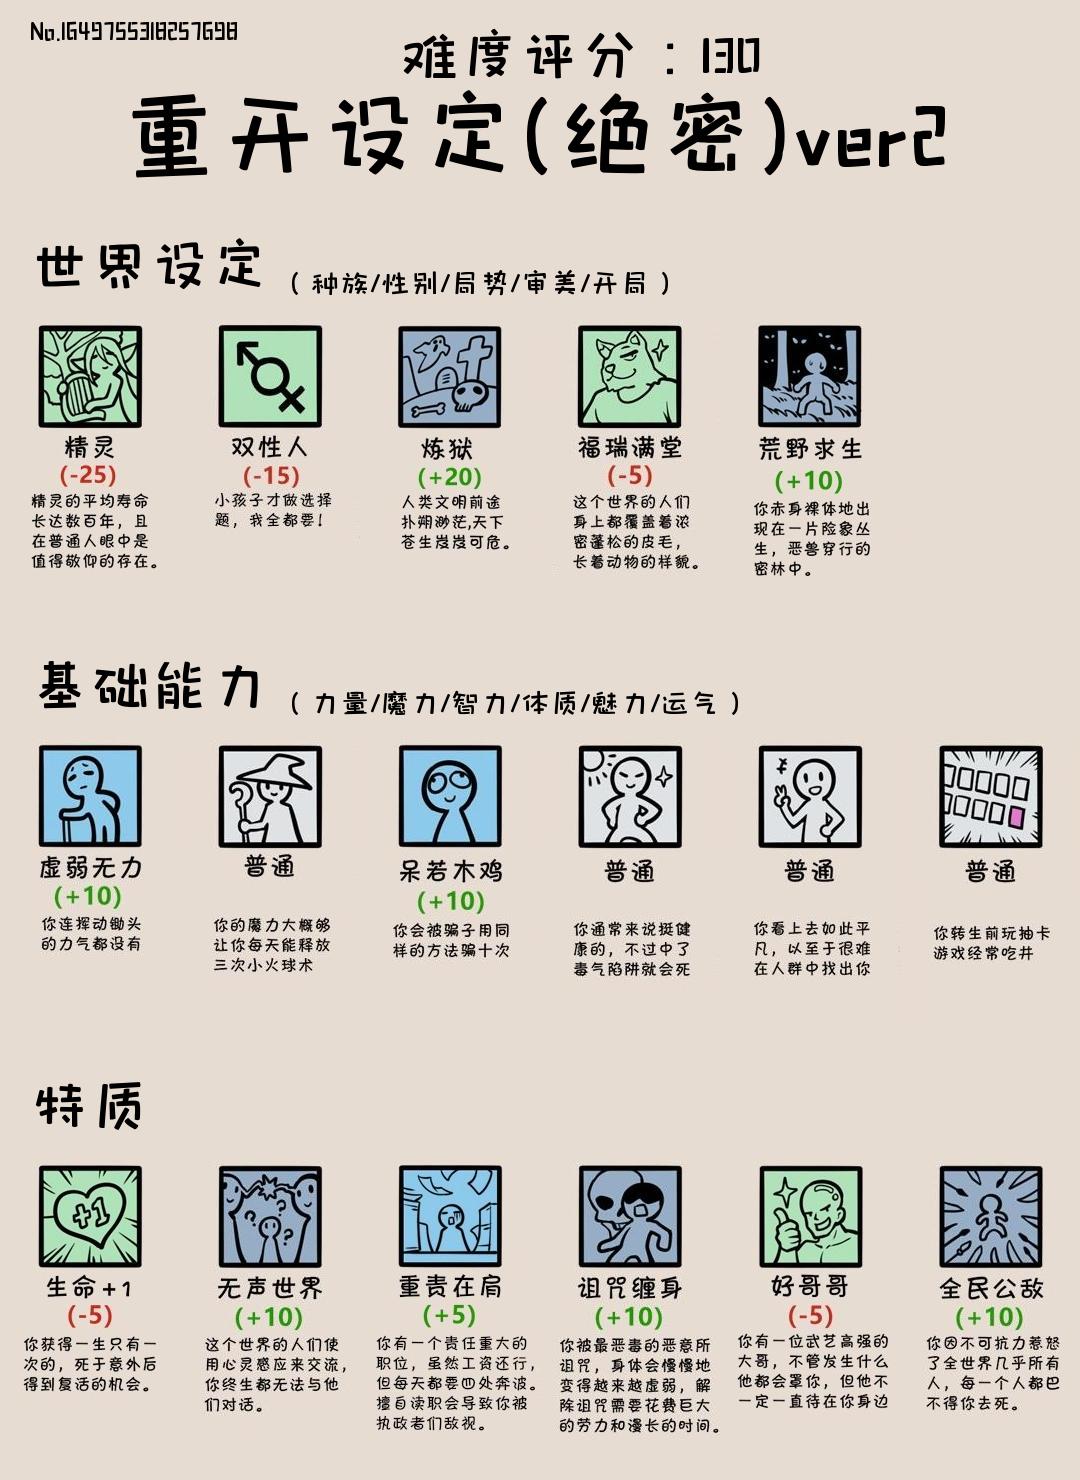 No.1649755318257698
难度评分：130
重开设定(绝密)ver2
世界设定 (种族/性别/局势/审美/开局)
精灵
(-25)
精灵的平均寿命
长达数百年，且
在普通人眼中是
值得敬仰的存在。
双性人
(-15)
小孩子才做选择
题，我全都要！
炼狱
(+20)
人类文明前途
扑朔渺茫,天下
苍生岌岌可危。
福瑞满堂
(-5)
这个世界的人们
身上都覆盖着浓
密蓬松的皮毛，
长着动物的样貌。
荒野求生
(+10)
你赤身裸体地出
现在一片险象丛
生，恶兽穿行的
密林中。
基础能力 (力量/魔力/智力/体质/魅力/运气)
虚弱无力
(+10)
你连挥动锄头
的力气都没有
普通
你的魔力大概够
让你每天能释放
三次小火球术
呆若木鸡
(+10)
你会被骗子用同
样的方法骗十次
普通
你通常来说挺健
康的，不过中了
毒气陷阱就会死
普通
你看上去如此平
凡，以至于很难
在人群中找出你
普通
你转生前玩抽卡
游戏经常吃井
特质
+1
生命+1
(-5)
你获得一生只有一
次的，死于意外后
得到复活的机会。
无声世界
(+10)
这个世界的人们使
用心灵感应来交流，
你终生都无法与他
们对话。
重责在肩
(+5)
你有一个责任重大的
职位，虽然工资还行，
但每天都要四处奔波。
擅自渎职会导致你被
执政者们敌视。
诅咒缠身
(+10)
你被最恶毒的恶意所
诅咒，身体会慢慢地
变得越来越虚弱，解
除诅咒需要花费巨大
的劳力和漫长的时间。
好哥哥
(-5)
你有一位武艺高强的
大哥，不管发生什么
他都会罩你，但他不
一定一直待在你身边
全民公敌
(+10)
你因不可抗力惹怒
了全世界几乎所有
人，每一个人都巴
不得你去死。